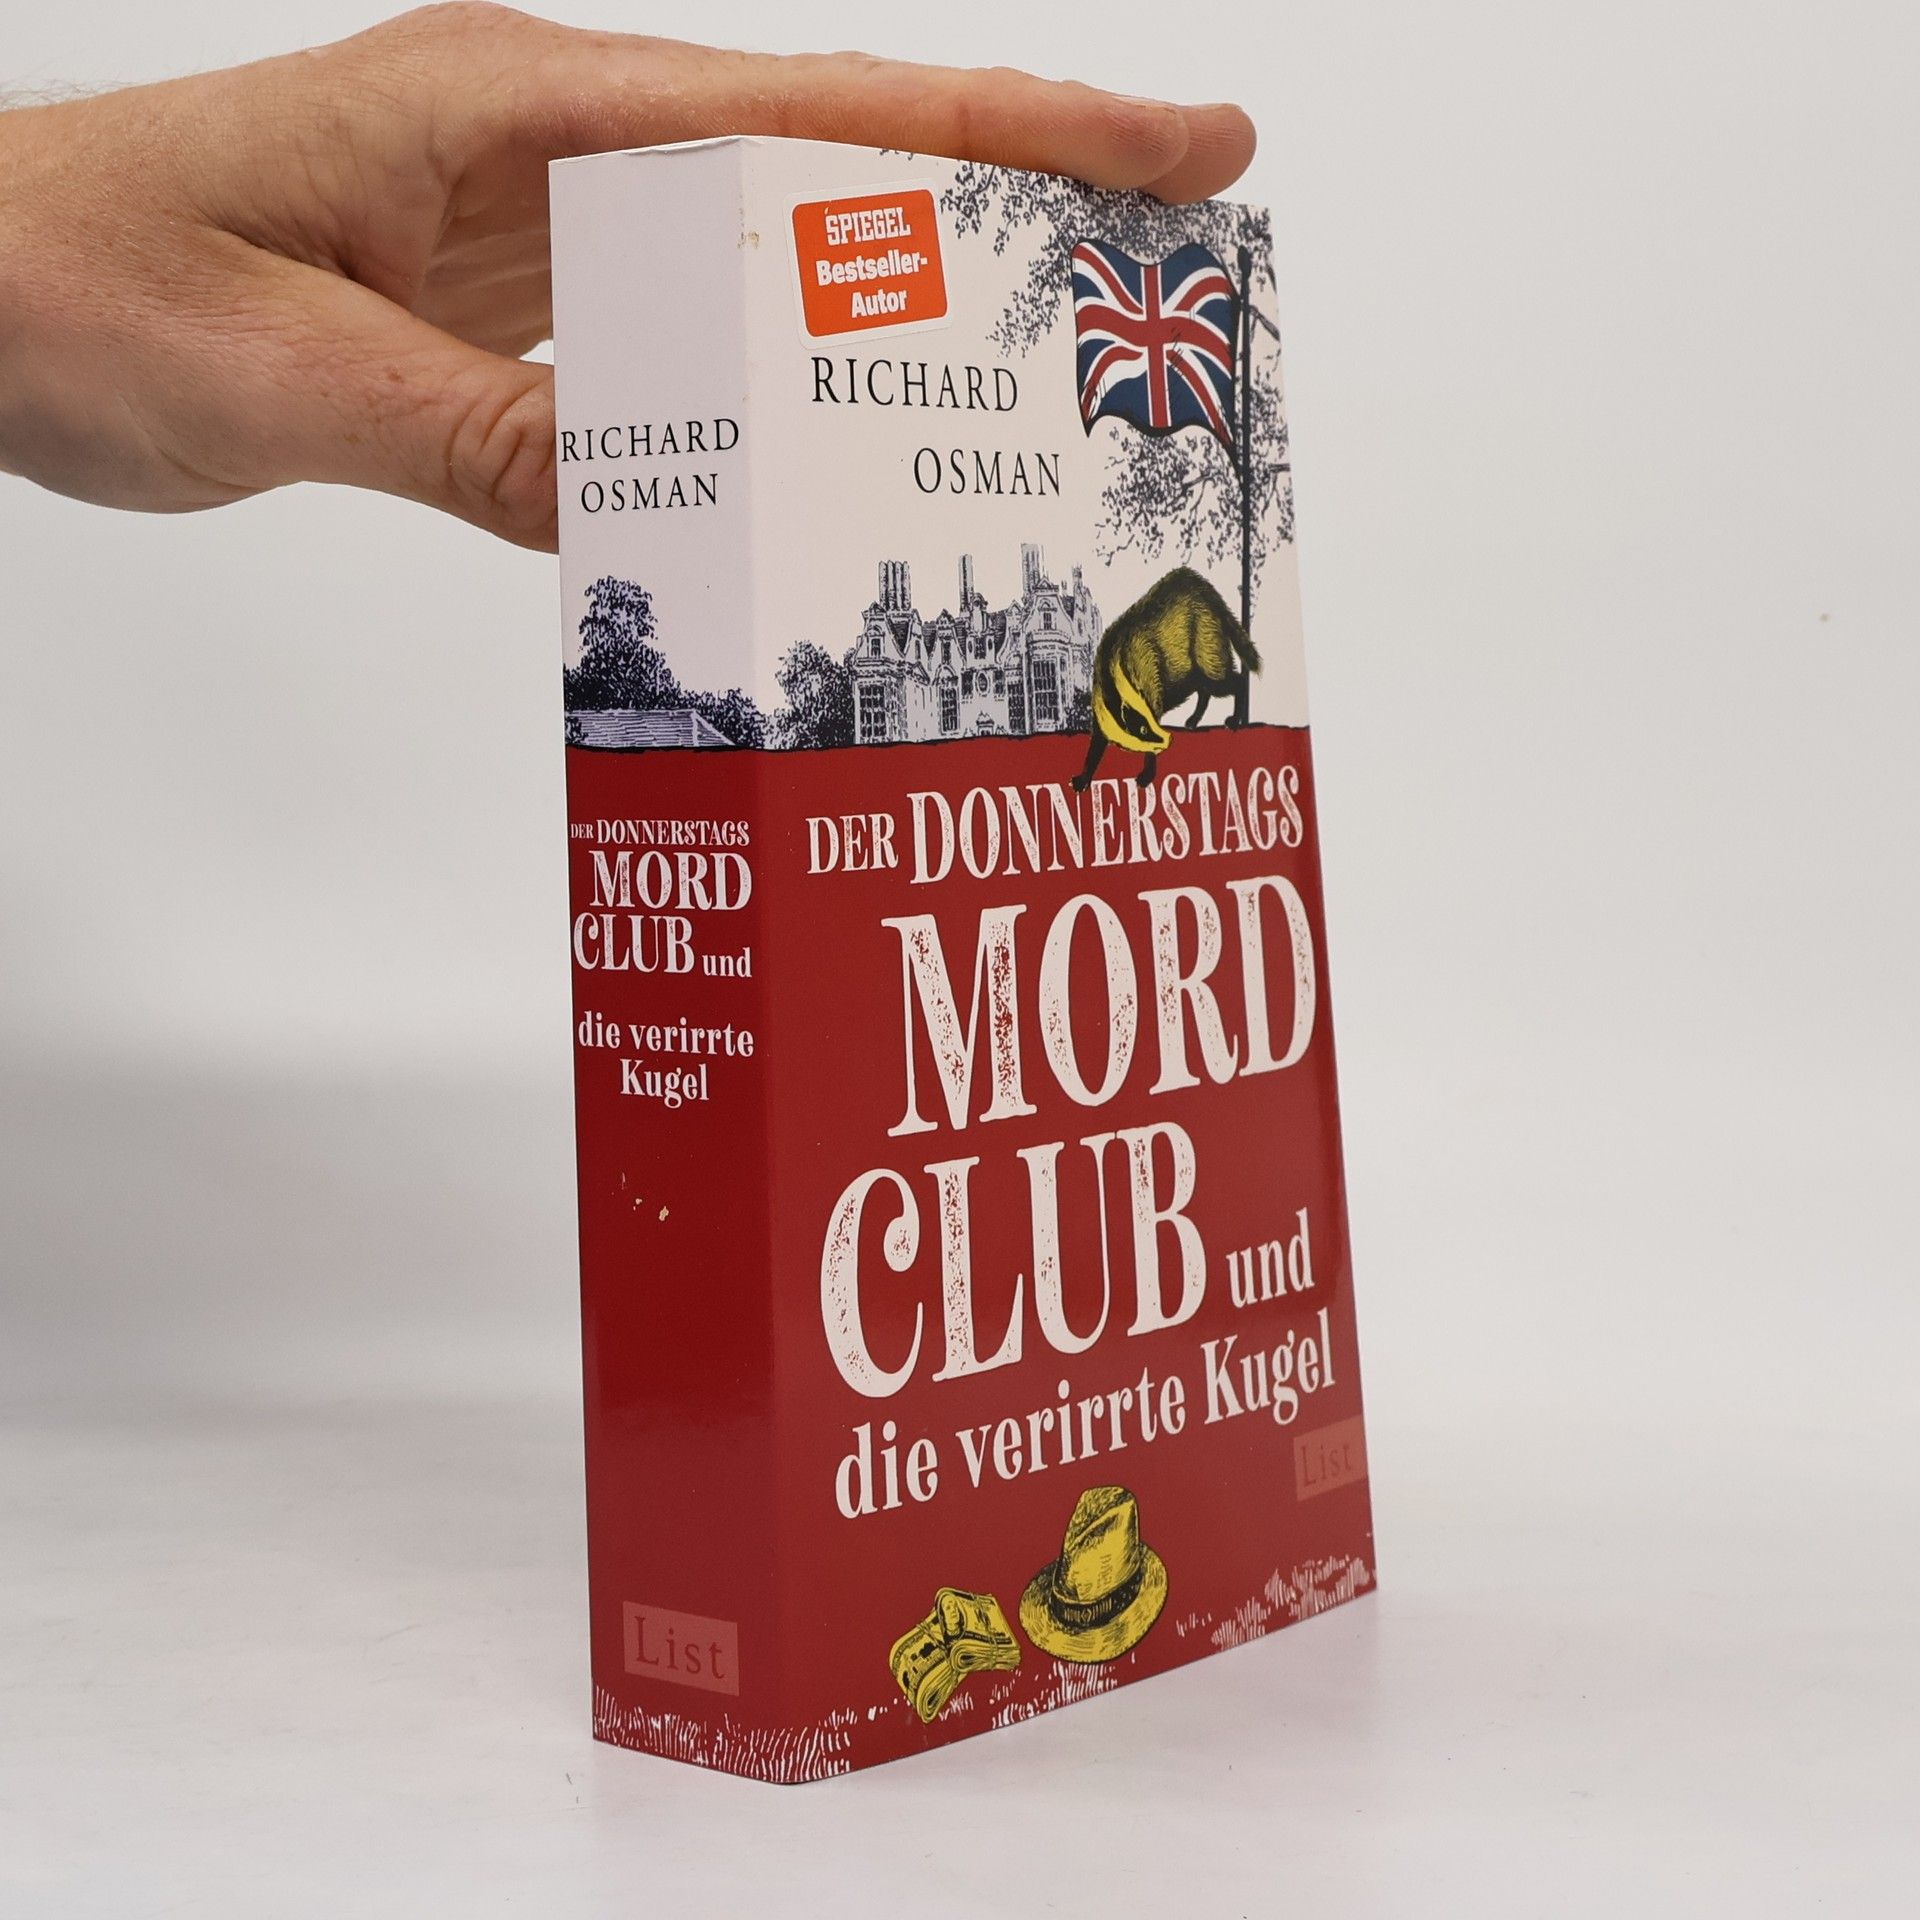 RICHARD
OSMAN
DER DONNERSTAGS
MORD
CLUB und
die verirrte
Kugel
List
SPIEGEL
Bestseller-
Autor
RICHARD
OSMAN
DER DONNERSTAGS
MORD
CLUB und
die verirrte Kugel
List